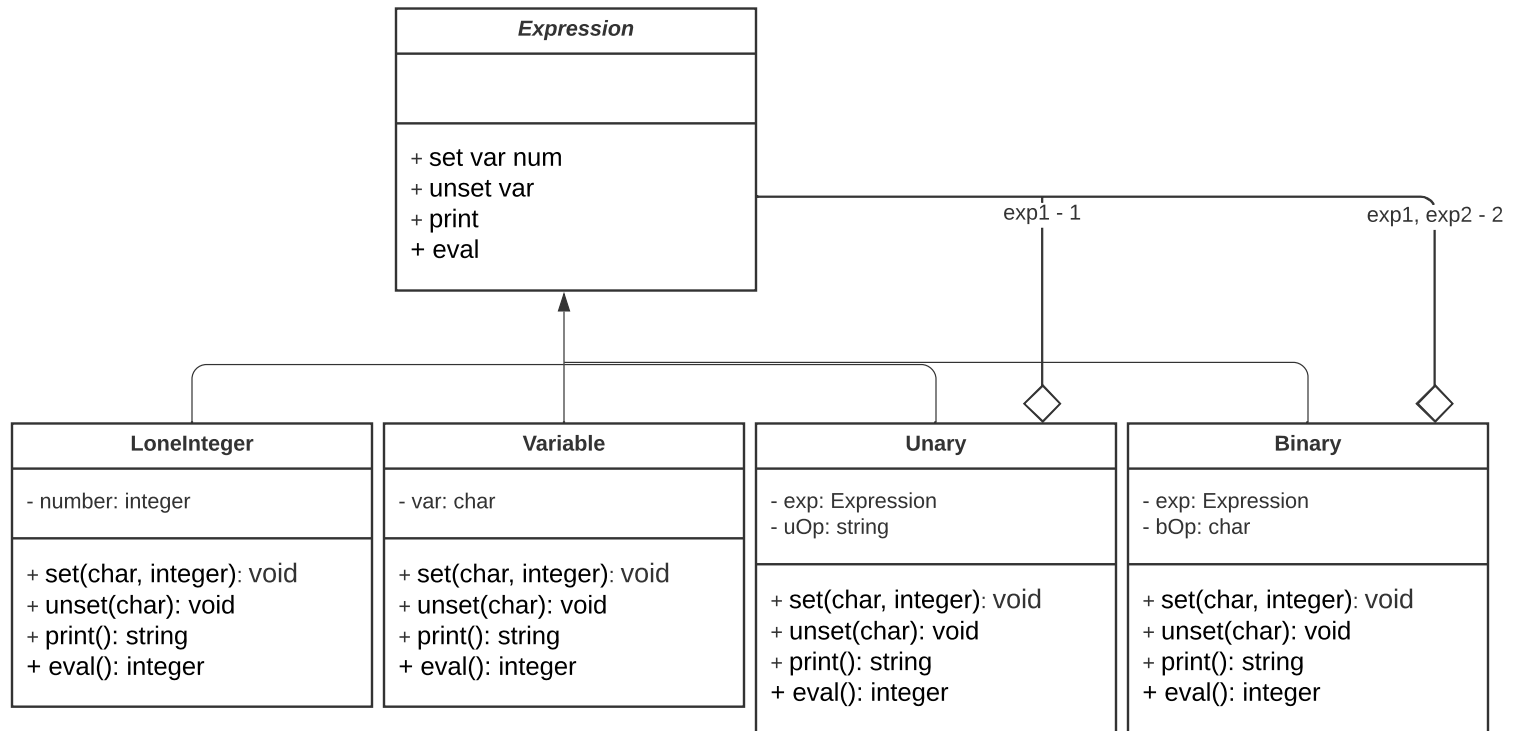 Expression
+ set var num
+ unset var
+ print
+ eval
exp1 - 1
exp1, exp2 - 2
LoneInteger
- number: integer
+ set(char, integer): void
+ unset(char): void
+ print(): string
+ eval(): integer
Variable
- var: char
+ set(char, integer): void
+ unset(char): void
+ print(): string
+ eval(): integer
Unary
- exp: Expression
- uOp: string
+ set(char, integer): void
+ unset(char): void
+ print(): string
+ eval(): integer
Binary
- exp: Expression
- bOp: char
+ set(char, integer): void
+ unset(char): void
+ print(): string
+ eval(): integer